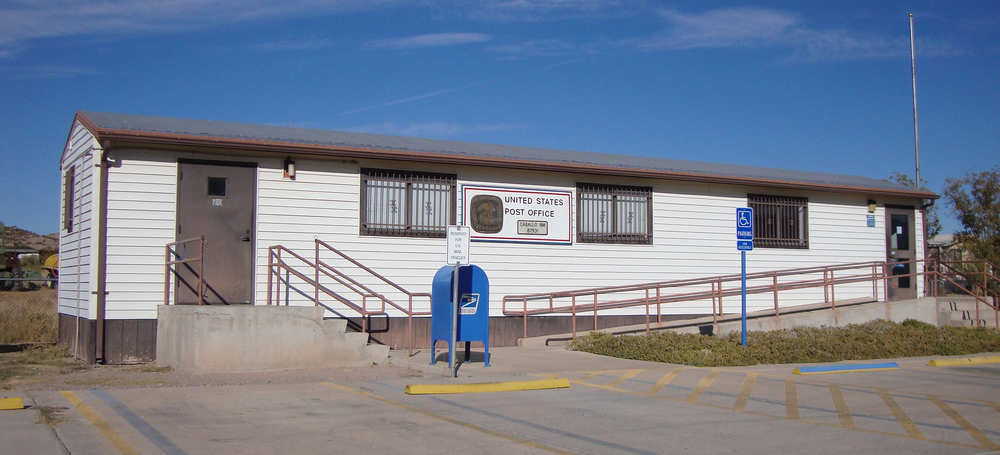 UNITED STATES
POST OFFICE
CABALLO NM
87931
RESERVED
FOR
U.S.
MAIL
VEHICLES
PARKING
VAN
ACCESSIBLE